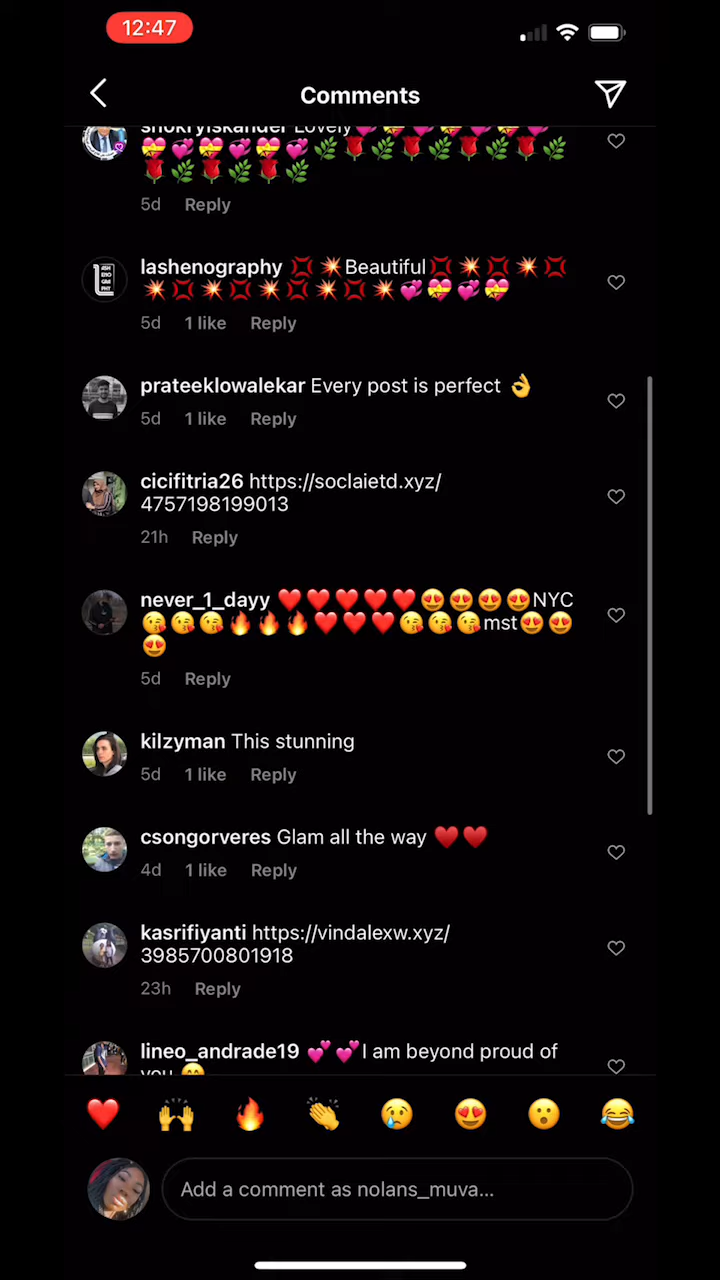 12:47
Comments
shokryiskander Lovely💞💝💞💝💞💝💞
💝💞💝💞💝💞🌿🌹🌿🌹🌿🌹🌿🌹🌿
🌹🌿🌹🌿🌹🌿
5d Reply
lashenography 💢💥Beautiful💢💥💢💥💢
💥💢💥💢💥💢💥💢💥💞💝💞💝
5d 1 like Reply
prateeklowalekar Every post is perfect 👌
5d 1 like Reply
cicifitria26 https://soclaietd.xyz/
4757198199013
21h Reply
never_1_dayy ❤️❤️❤️❤️❤️😍😍😍😍NYC
😘😘😘🔥🔥🔥❤️❤️❤️😘😘😘mst😍😍
😍
5d Reply
kilzyman This stunning
5d 1 like Reply
csongorveres Glam all the way ❤️❤️
4d 1 like Reply
kasrifiyanti https://vindalexw.xyz/
3985700801918
23h Reply
lineo_andrade19 💕💕I am beyond proud of
you 😊
❤️🙌🔥👏😢😍😮😂
Add a comment as nolans_muva...